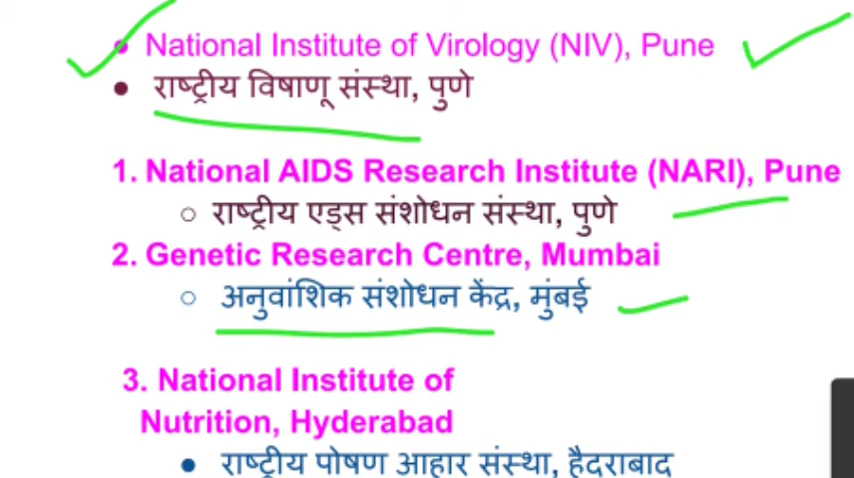 • National Institute of Virology (NIV), Pune
• राष्ट्रीय विषाणू संस्था, पुणे
1. National AIDS Research Institute (NARI), Pune
○ राष्ट्रीय एड्स संशोधन संस्था, पुणे
2. Genetic Research Centre, Mumbai
○ अनुवांशिक संशोधन केंद्र, मुंबई
3. National Institute of
Nutrition, Hyderabad
• राष्ट्रीय पोषण आहार संस्था, हैदराबाद